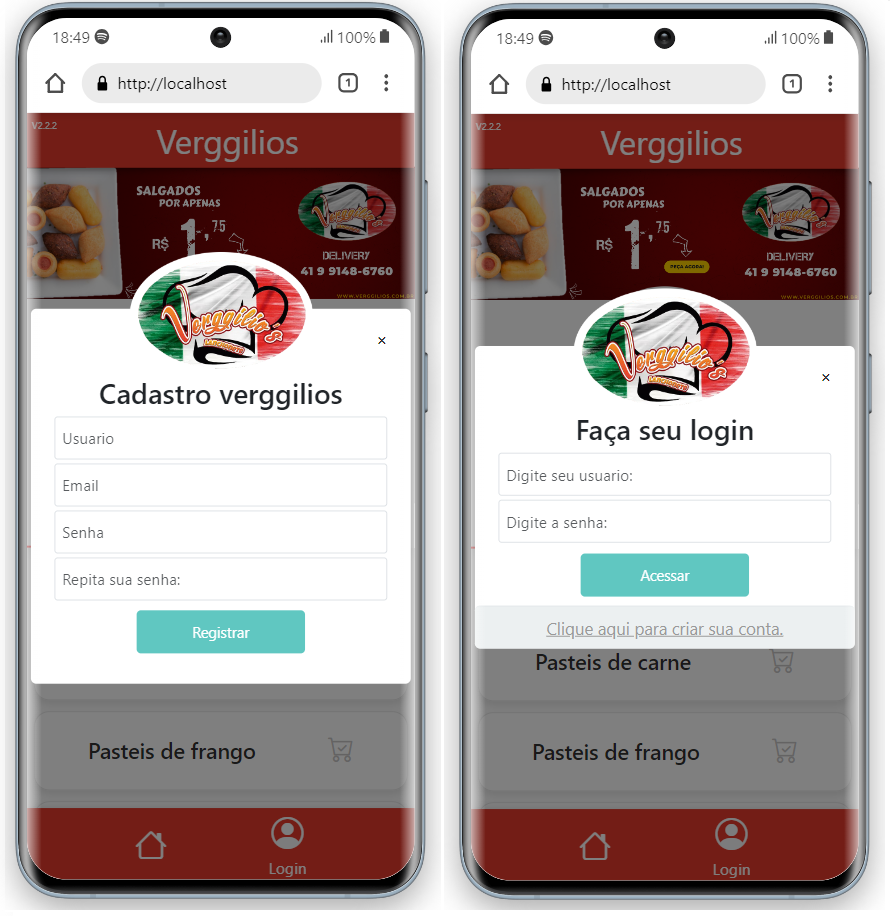 18:49
100%
http://localhost
1
V2.2.2
Verggilios
SALGADOS
POR APENAS
R$ 1,75
DELIVERY
41 9 9148-6760
WWW.VERGGILIOS.COM.BR
Verggilio's
Cadastro verggilios
Usuario
Email
Senha
Repita sua senha:
Registrar
Pasteis de frango
Login
18:49
100%
http://localhost
1
V2.2.2
Verggilios
SALGADOS
POR APENAS
R$ 1,75
PEÇA AGORA!
Verggilio's
DELIVERY
41 9 9148-6760
Verggilio's
Faça seu login
Digite seu usuario:
Digite a senha:
Acessar
Clique aqui para criar sua conta.
Pasteis de carne
Pasteis de frango
Login